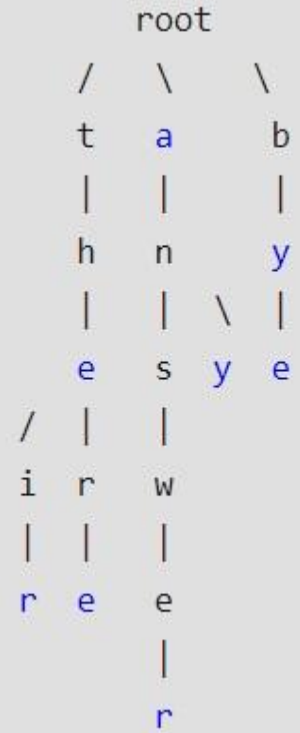 root
/ \ \
t a b
| | |
h n y
| | \ |
e s y e
/ | |
i r w
| | |
r e e
|
r